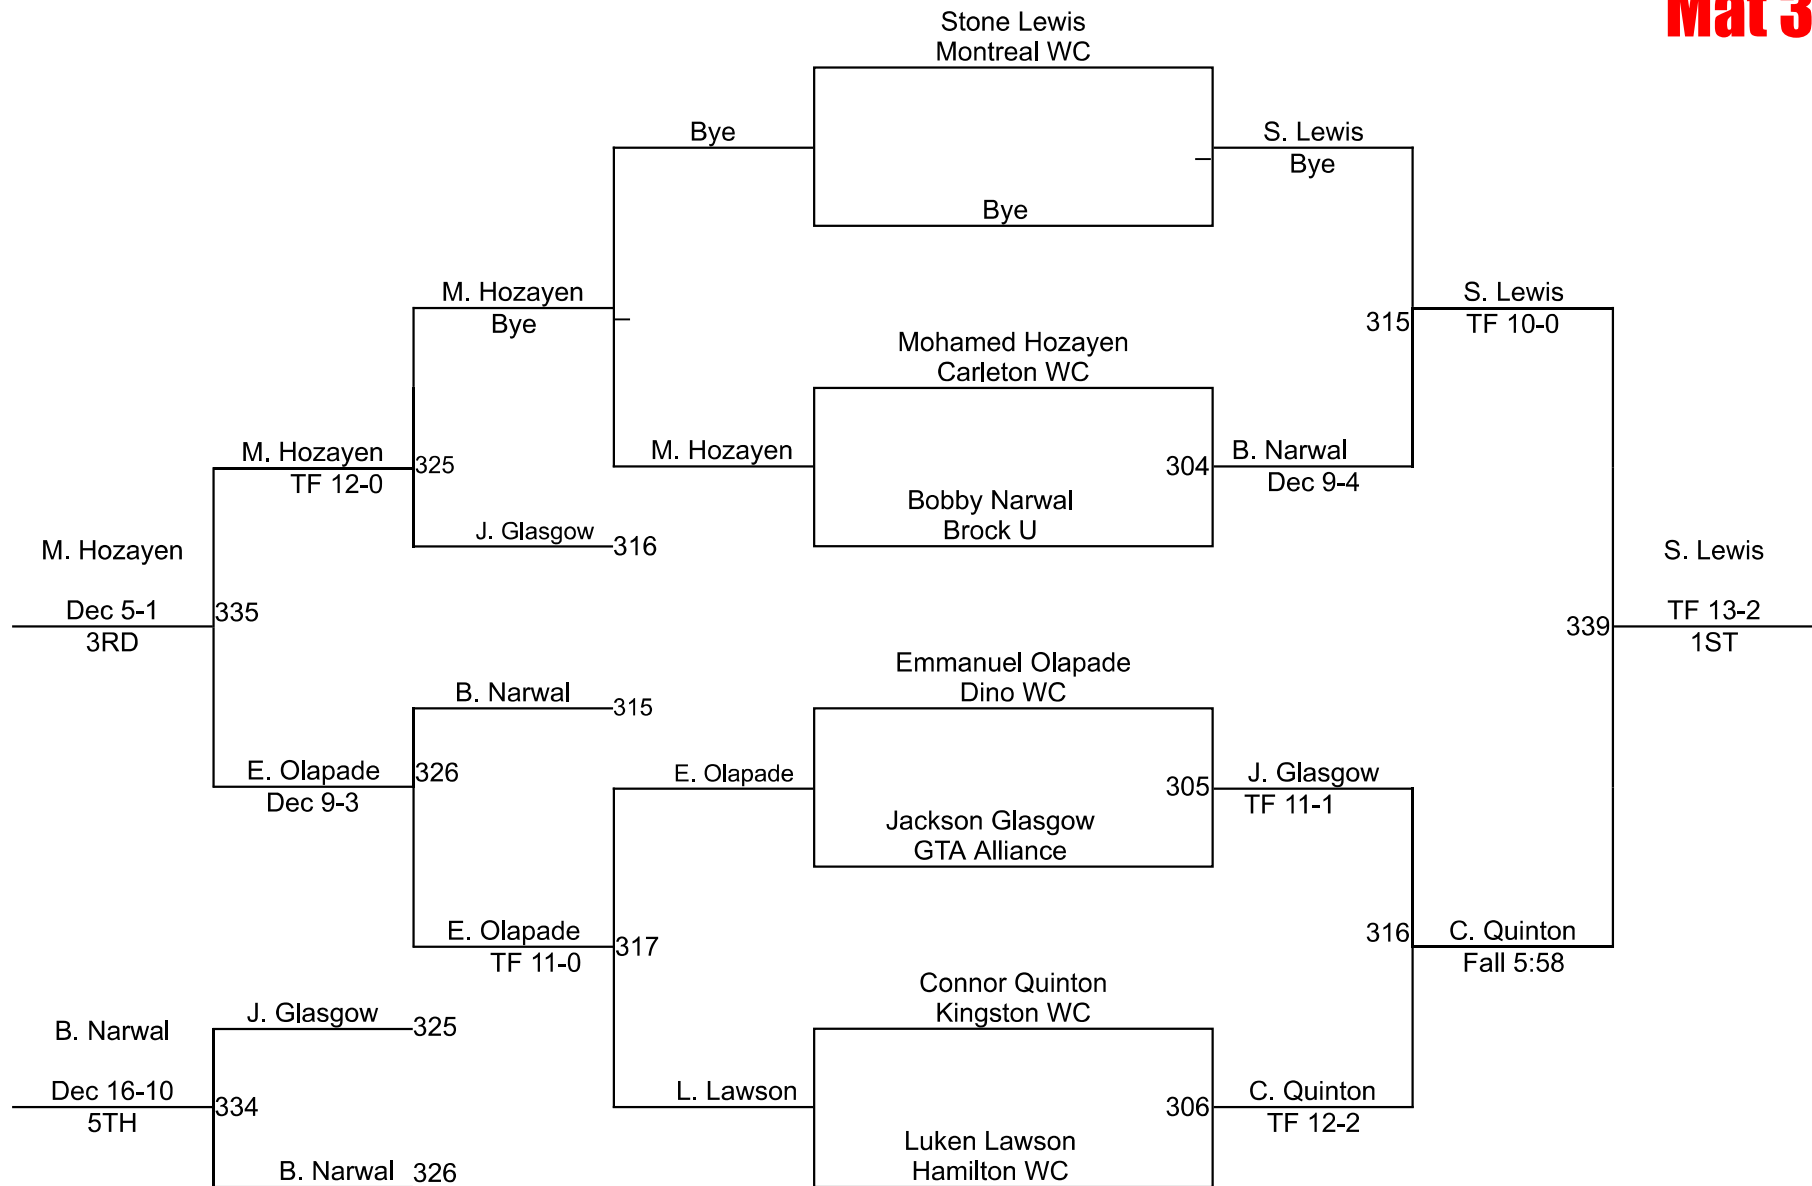 Mat 3
Stone Lewis
Montreal WC
Bye
S. Lewis
Bye
Bye
M. Hozayen
Bye
S. Lewis
TF 10-0
315
Mohamed Hozayen
Carleton WC
M. Hozayen
TF 12-0
325
M. Hozayen
304
B. Narwal
Dec 9-4
Bobby Narwal
Brock U
J. Glasgow
316
M. Hozayen
Dec 5-1
3RD
335
S. Lewis
TF 13-2
1ST
339
Emmanuel Olapade
Dino WC
B. Narwal
315
E. Olapade
Dec 9-3
326
E. Olapade
305
J. Glasgow
TF 11-1
Jackson Glasgow
GTA Alliance
E. Olapade
TF 11-0
317
316
C. Quinton
Fall 5:58
Connor Quinton
Kingston WC
J. Glasgow
325
B. Narwal
Dec 16-10
5TH
334
L. Lawson
306
C. Quinton
TF 12-2
Luken Lawson
Hamilton WC
B. Narwal
326